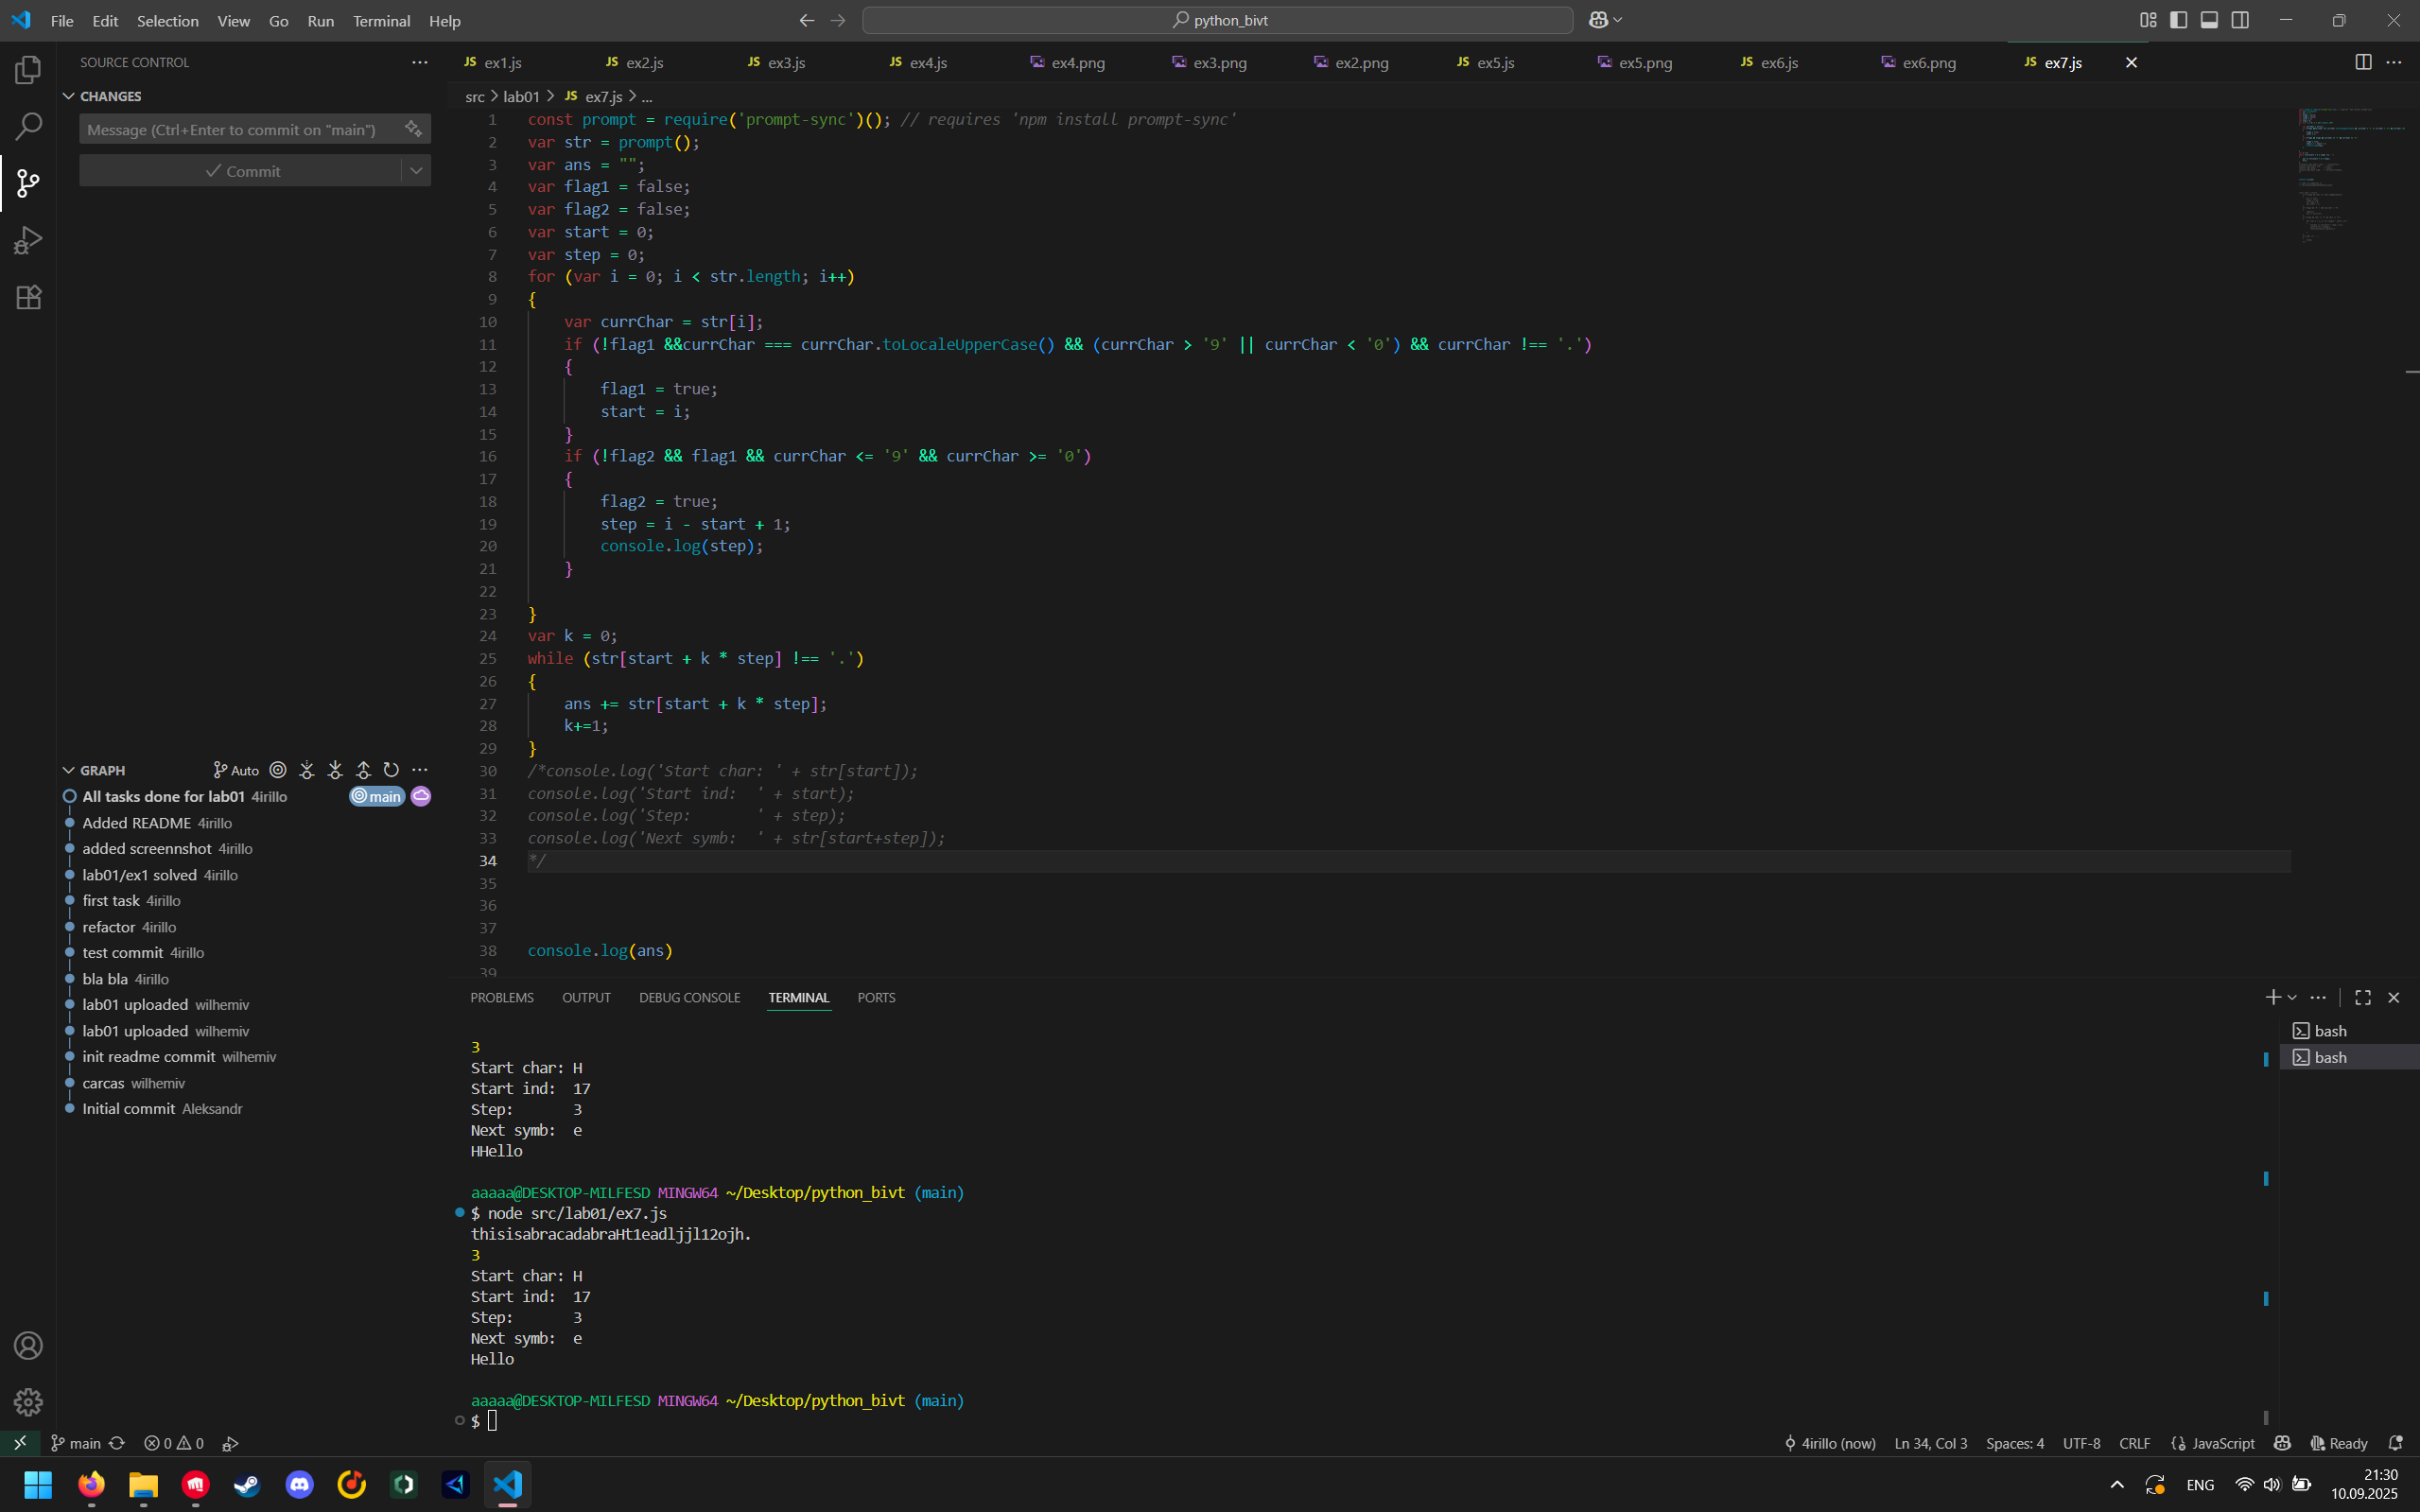 File Edit Selection View Go Run Terminal Help
python_bivt
SOURCE CONTROL
CHANGES
Message (Ctrl+Enter to commit on "main")
Commit
GRAPH
Auto
All tasks done for lab01 4irillo main
Added README 4irillo
added screennshot 4irillo
lab01/ex1 solved 4irillo
first task 4irillo
refactor 4irillo
test commit 4irillo
bla bla 4irillo
lab01 uploaded wilhemiv
lab01 uploaded wilhemiv
init readme commit wilhemiv
carcas wilhemiv
Initial commit Aleksandr
JS ex1.js JS ex2.js JS ex3.js JS ex4.js ex4.png ex3.png ex2.png JS ex5.js ex5.png JS ex6.js ex6.png JS ex7.js
src > lab01 > JS ex7.js > ...
1 const prompt = require('prompt-sync')(); // requires 'npm install prompt-sync'
2 var str = prompt();
3 var ans = "";
4 var flag1 = false;
5 var flag2 = false;
6 var start = 0;
7 var step = 0;
8 for (var i = 0; i < str.length; i++)
9 {
10 var currChar = str[i];
11 if (!flag1 &&currChar === currChar.toLocaleUpperCase() && (currChar > '9' || currChar < '0') && currChar !== '.')
12 {
13 flag1 = true;
14 start = i;
15 }
16 if (!flag2 && flag1 && currChar <= '9' && currChar >= '0')
17 {
18 flag2 = true;
19 step = i - start + 1;
20 console.log(step);
21 }
22
23 }
24 var k = 0;
25 while (str[start + k * step] !== '.')
26 {
27 ans += str[start + k * step];
28 k+=1;
29 }
30 /*console.log('Start char: ' + str[start]);
31 console.log('Start ind:  ' + start);
32 console.log('Step:       ' + step);
33 console.log('Next symb:  ' + str[start+step]);
34 */
35
36
37
38 console.log(ans)
39
PROBLEMS OUTPUT DEBUG CONSOLE TERMINAL PORTS
bash
bash
3
Start char: H
Start ind:  17
Step:       3
Next symb:  e
HHello
aaaaa@DESKTOP-MILFESD MINGW64 ~/Desktop/python_bivt (main)
$ node src/lab01/ex7.js
thisisabracadabraHt1eadljjl12ojh.
3
Start char: H
Start ind:  17
Step:       3
Next symb:  e
Hello
aaaaa@DESKTOP-MILFESD MINGW64 ~/Desktop/python_bivt (main)
$
main 0 0 4irillo (now) Ln 34, Col 3 Spaces: 4 UTF-8 CRLF {} JavaScript Ready
ENG
21:30
10.09.2025